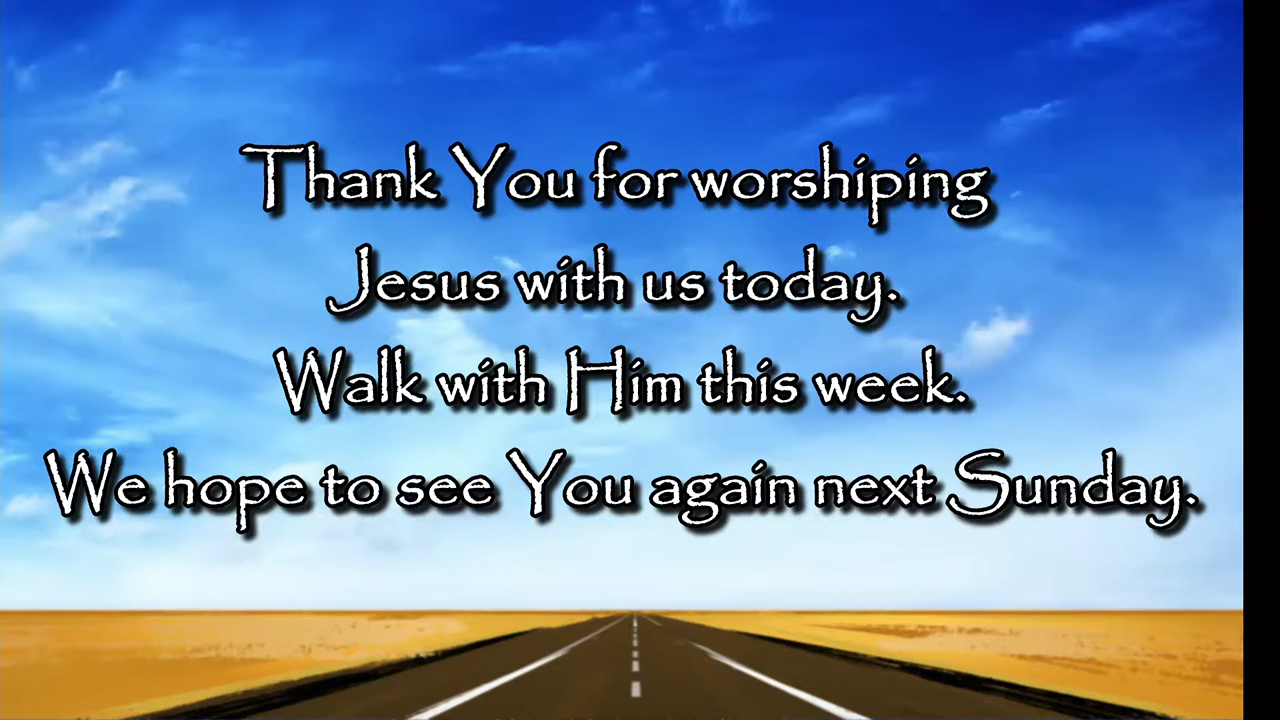 Thank You for worshiping
Jesus with us today.
Walk with Him this week.
We hope to see You again next Sunday.